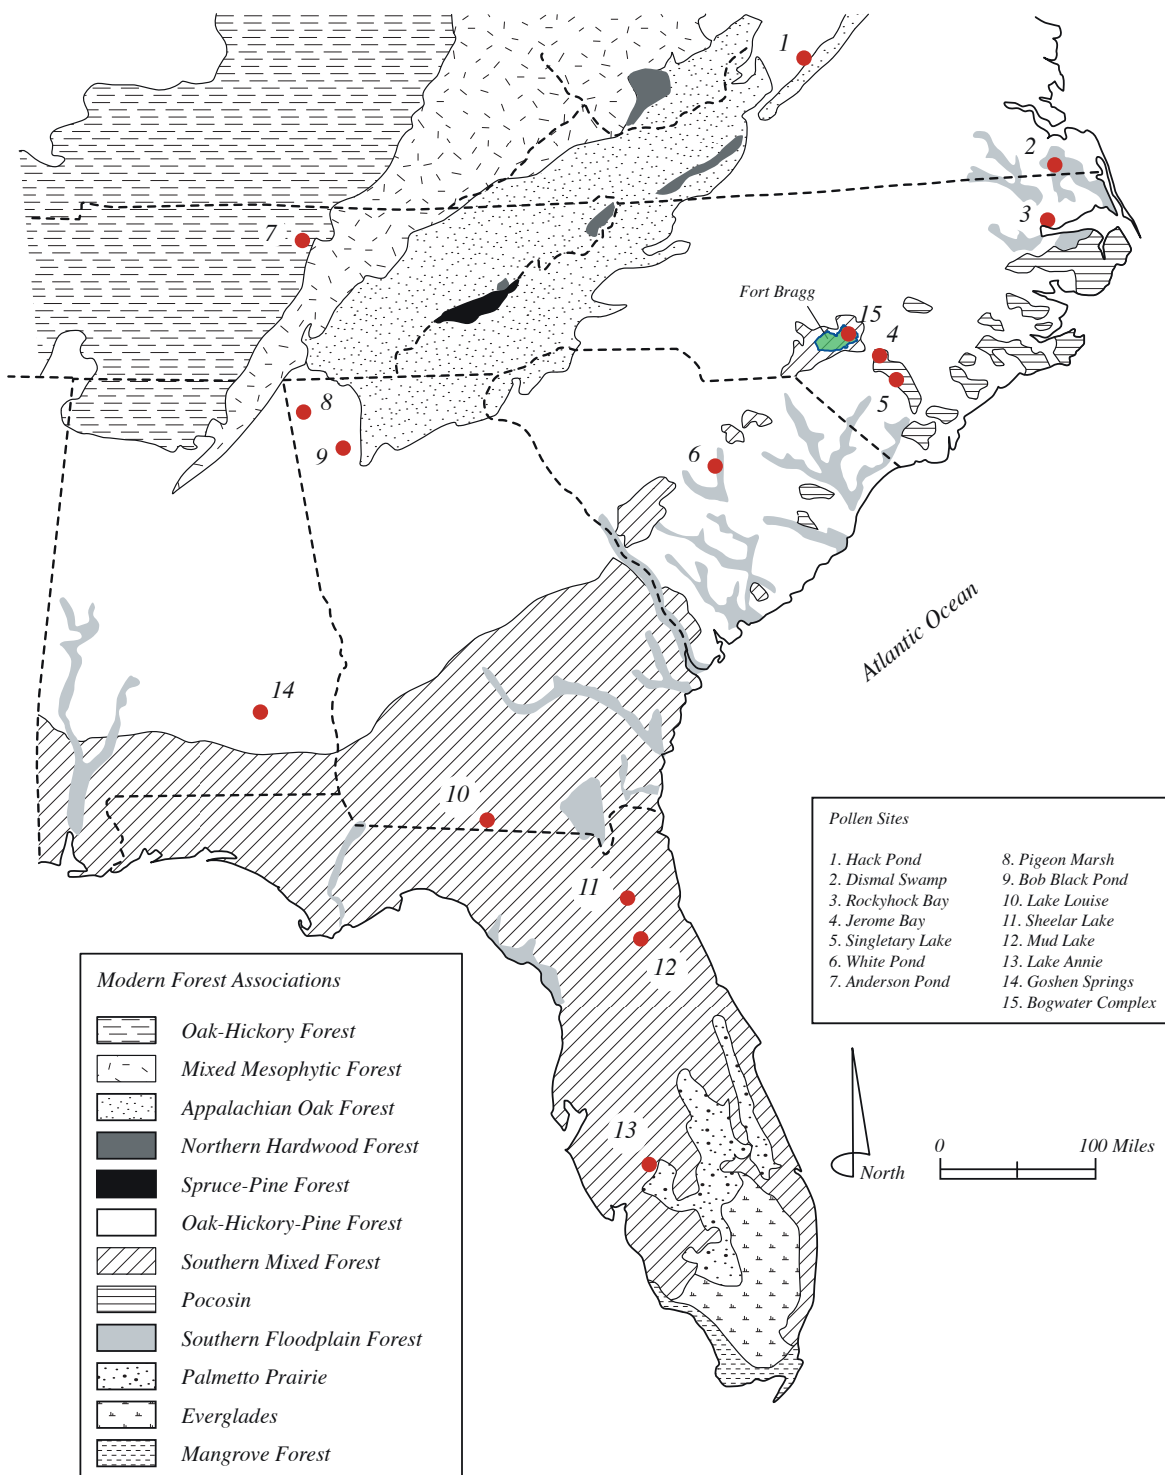 1
2
3
7
Fort Bragg
15
4
5
8
9
6
Atlantic Ocean
14
10
11
12
13
Pollen Sites
1. Hack Pond
2. Dismal Swamp
3. Rockyhock Bay
4. Jerome Bay
5. Singletary Lake
6. White Pond
7. Anderson Pond
8. Pigeon Marsh
9. Bob Black Pond
10. Lake Louise
11. Sheelar Lake
12. Mud Lake
13. Lake Annie
14. Goshen Springs
15. Bogwater Complex
Modern Forest Associations
Oak-Hickory Forest
Mixed Mesophytic Forest
Appalachian Oak Forest
Northern Hardwood Forest
Spruce-Pine Forest
Oak-Hickory-Pine Forest
Southern Mixed Forest
Pocosin
Southern Floodplain Forest
Palmetto Prairie
Everglades
Mangrove Forest
North
0 100 Miles